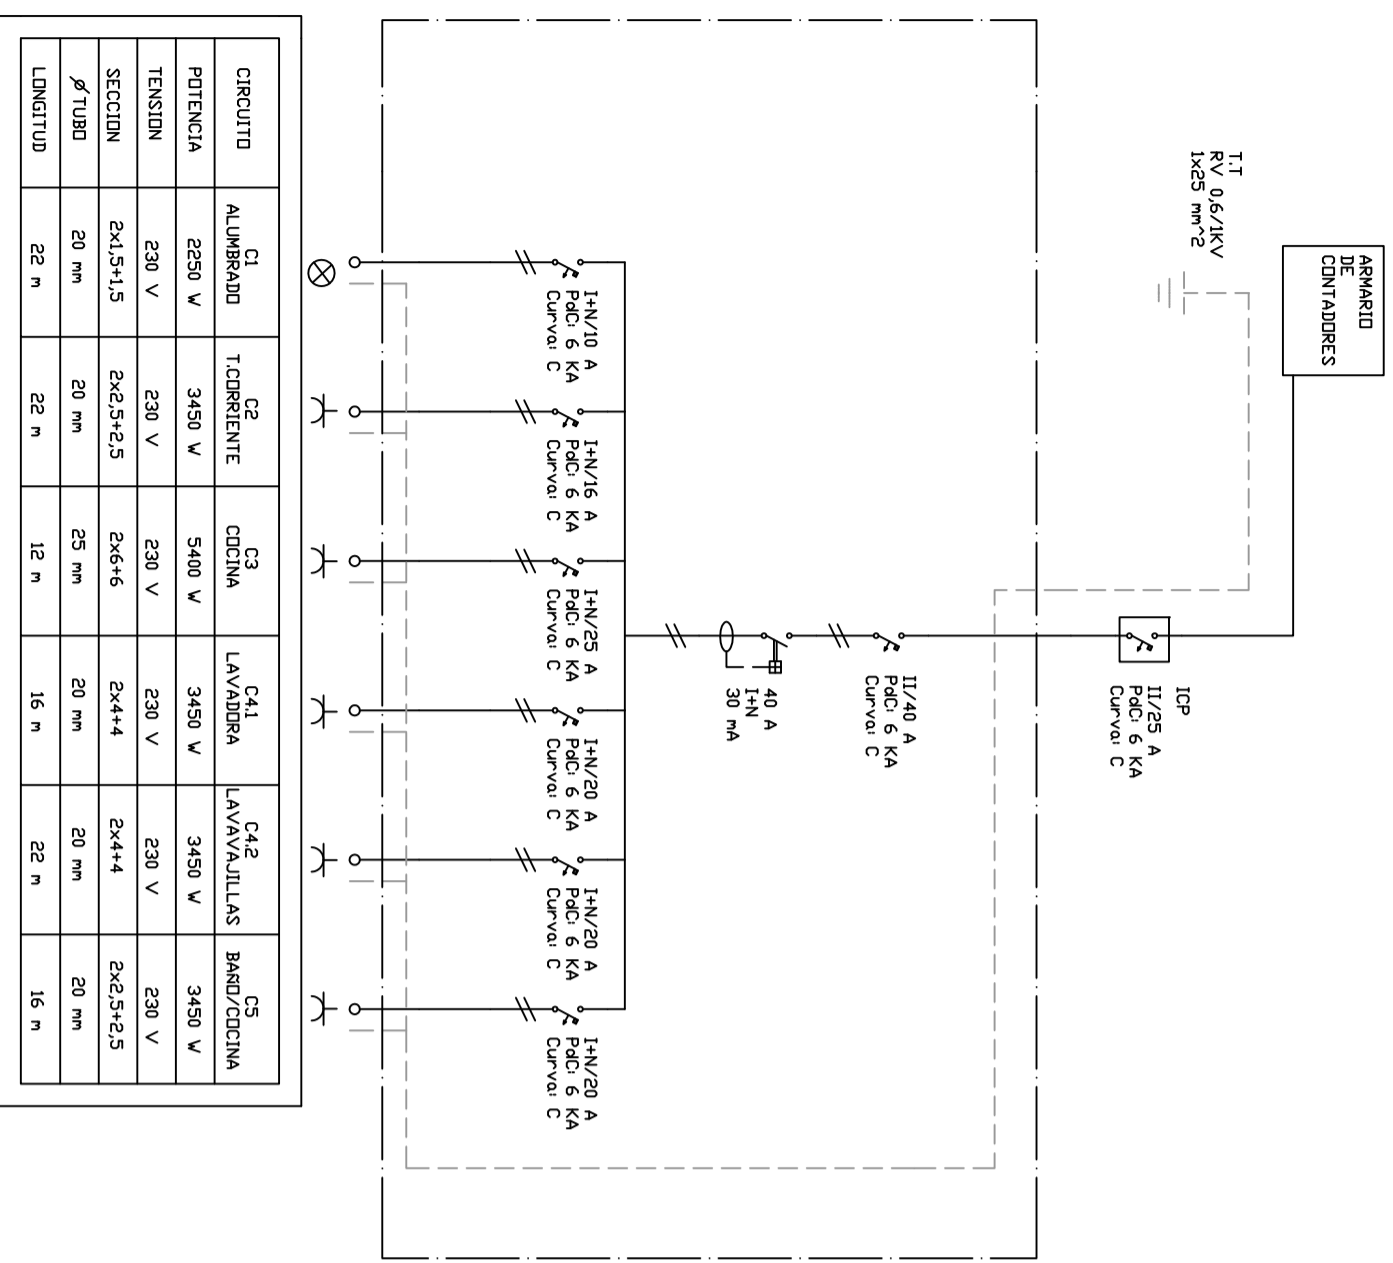 ARMARIO
DE
CONTADORES
T.T
RV 0,6/1KV
1x25 mm^2
ICP
II/25 A
PdC: 6 KA
Curva: C
II/40 A
PdC: 6 KA
Curva: C
40 A
I+N
30 mA
I+N/10 A
PdC: 6 KA
Curva: C
I+N/16 A
PdC: 6 KA
Curva: C
I+N/25 A
PdC: 6 KA
Curva: C
I+N/20 A
PdC: 6 KA
Curva: C
I+N/20 A
PdC: 6 KA
Curva: C
I+N/20 A
PdC: 6 KA
Curva: C
CIRCUITO
C1
ALUMBRADO
C2
T.CORRIENTE
C3
COCINA
C4.1
LAVADORA
C4.2
LAVAVAJILLAS
C5
BAÑO/COCINA
POTENCIA 2250 W 3450 W 5400 W 3450 W 3450 W 3450 W
TENSION 230 V 230 V 230 V 230 V 230 V 230 V
SECCION 2x1,5+1,5 2x2,5+2,5 2x6+6 2x4+4 2x4+4 2x2,5+2,5
Ø TUBO 20 mm 20 mm 25 mm 20 mm 20 mm 20 mm
LONGITUD 22 m 22 m 12 m 16 m 22 m 16 m